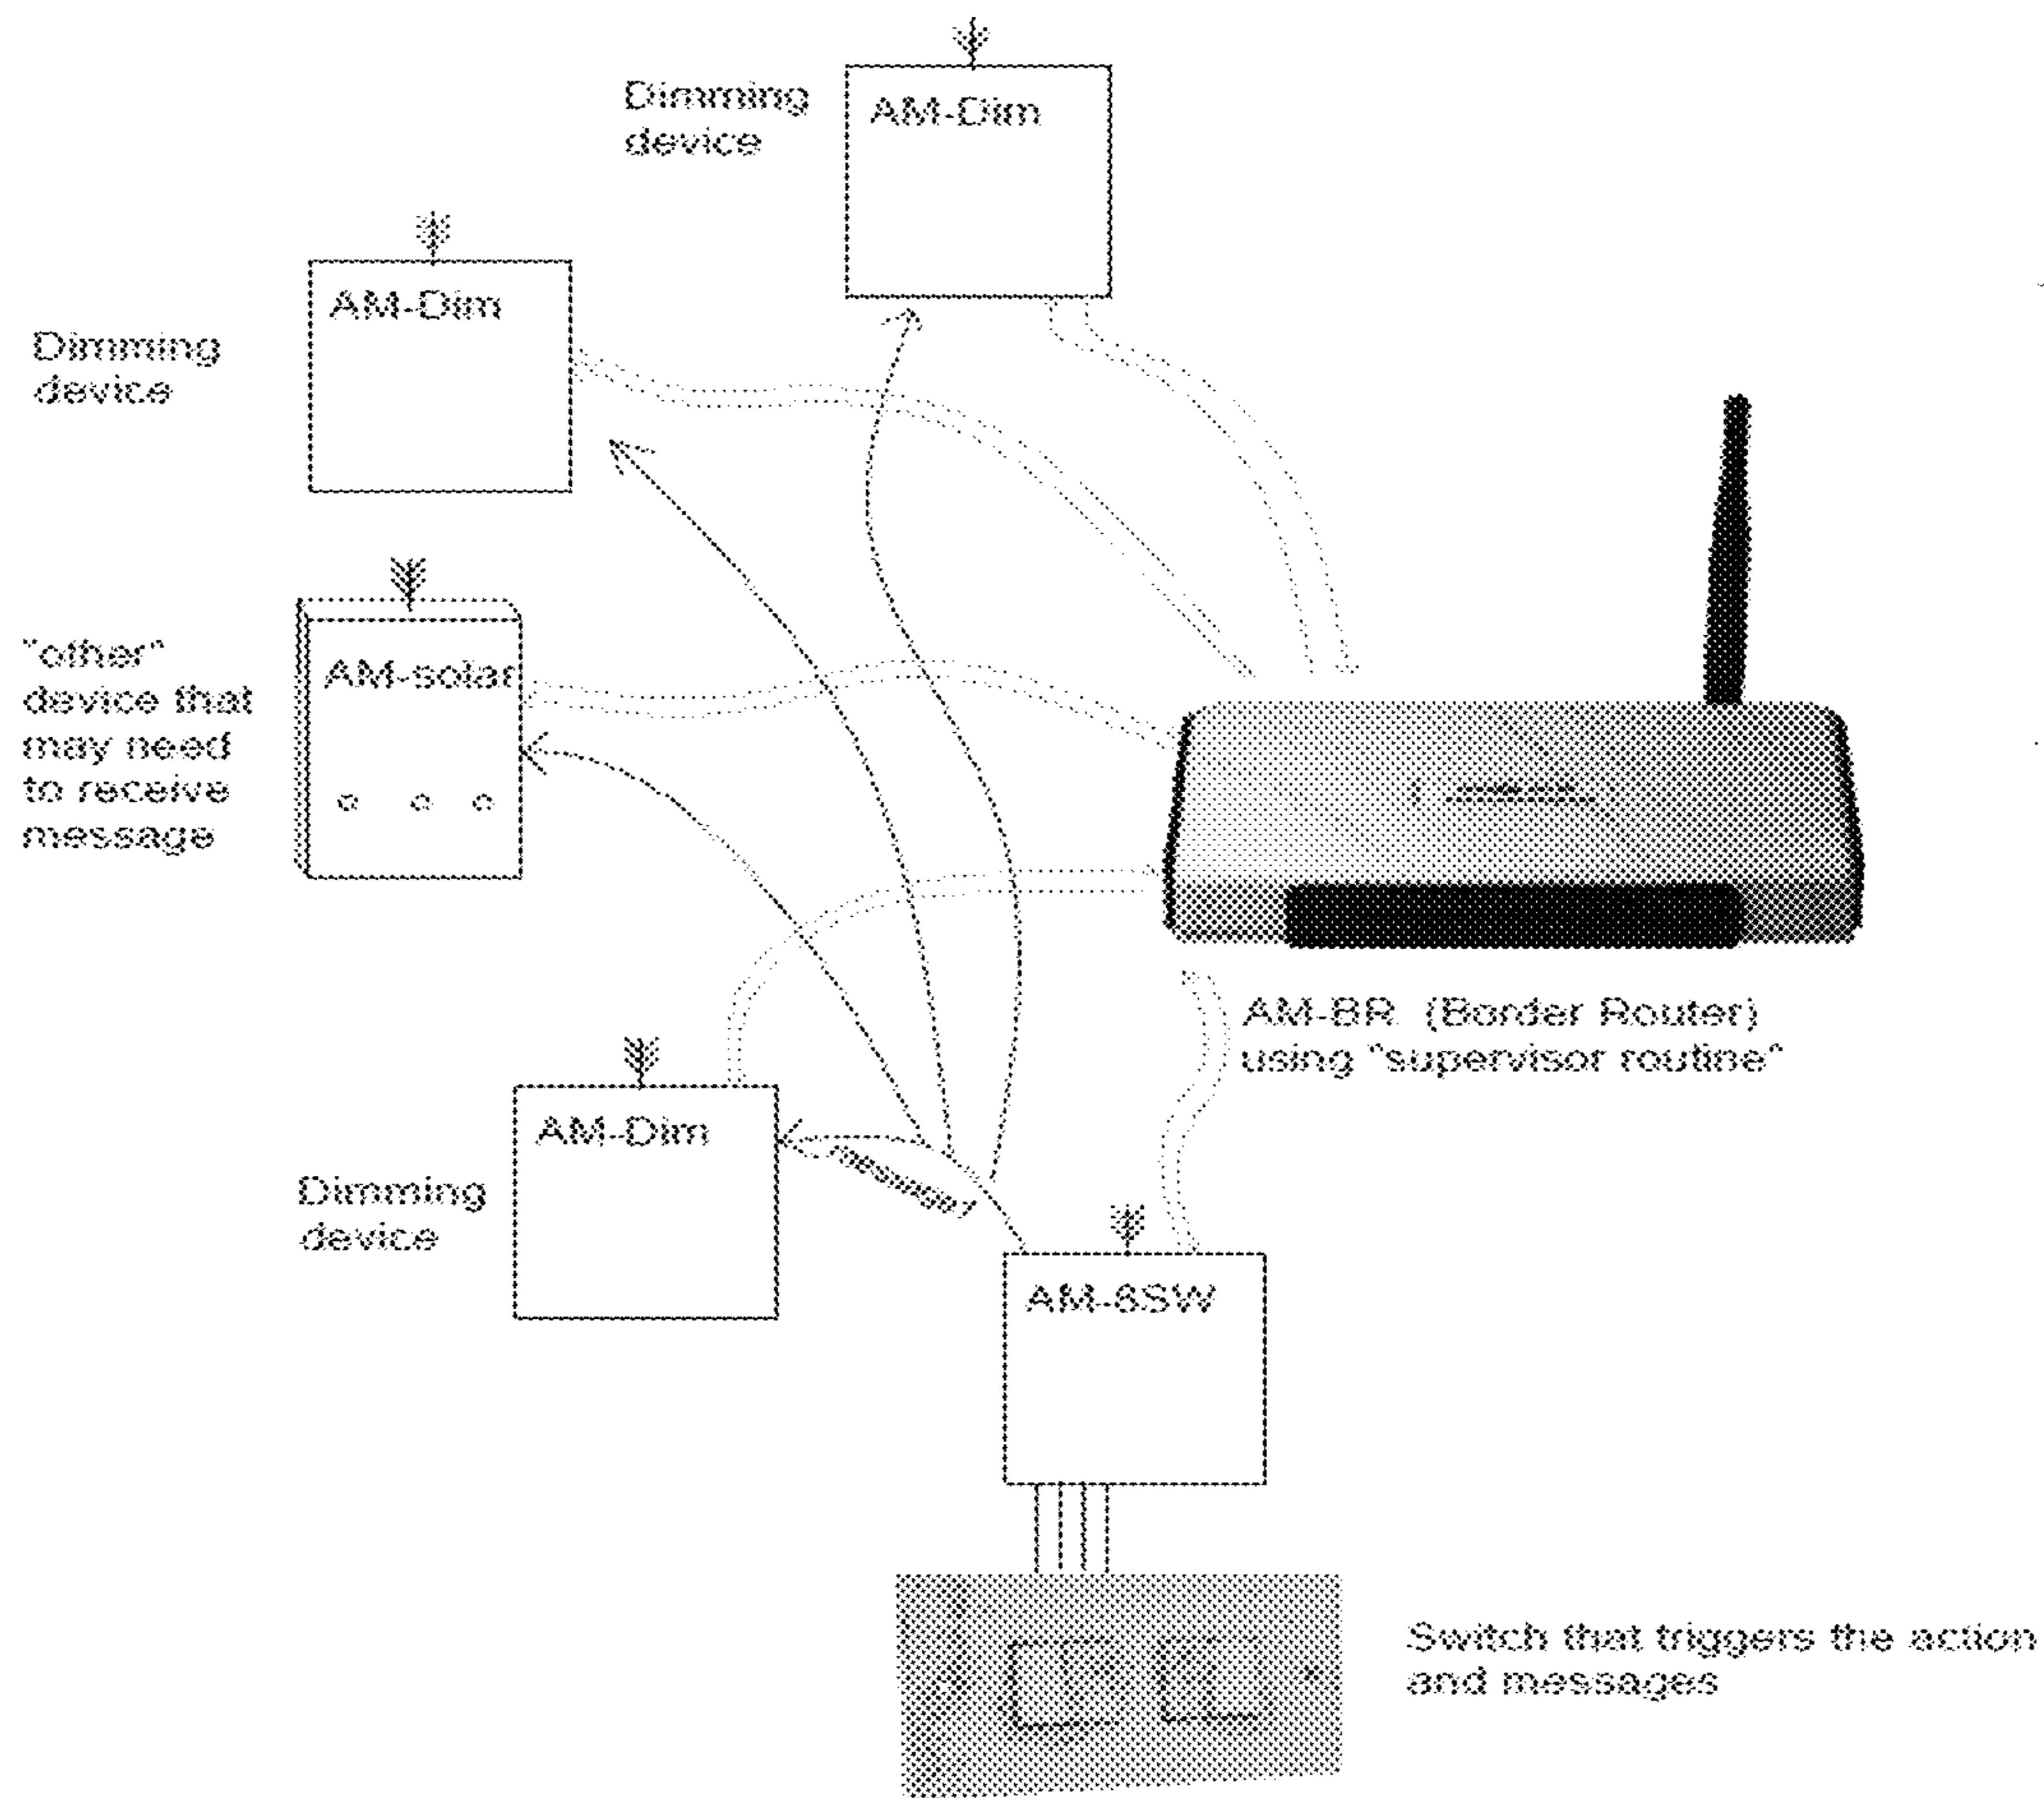 Dimming
device
AM-Dim
AM-Dim
Dimming
device
"other"
device that
may need
to receive
message
AM-solar
AM-BR (Border Router)
using "supervisor routine"
AM-Dim
Dimming
device
message
AM-6SW
Switch that triggers the action
and messages